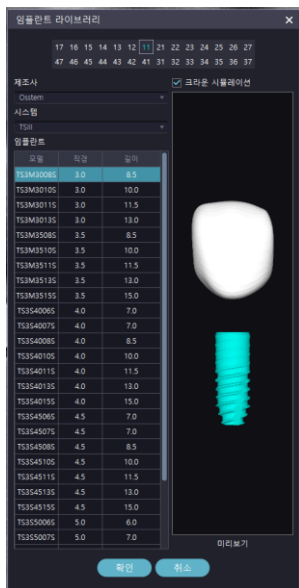 임플란트 라이브러리
17 16 15 14 13 12 11 21 22 23 24 25 26 27
47 46 45 44 43 42 41 31 32 33 34 35 36 37
제조사
크라운 시뮬레이션
Osstem
시스템
TSIII
임플란트
모델 직경 길이
TS3M3008S 3.0 8.5
TS3M3010S 3.0 10.0
TS3M3011S 3.0 11.5
TS3M3013S 3.0 13.0
TS3M3508S 3.5 8.5
TS3M3510S 3.5 10.0
TS3M3511S 3.5 11.5
TS3M3513S 3.5 13.0
TS3M3515S 3.5 15.0
TS3S4006S 4.0 7.0
TS3S4007S 4.0 7.0
TS3S4008S 4.0 8.5
TS3S4010S 4.0 10.0
TS3S4011S 4.0 11.5
TS3S4013S 4.0 13.0
TS3S4015S 4.0 15.0
TS3S4506S 4.5 7.0
TS3S4507S 4.5 7.0
TS3S4508S 4.5 8.5
TS3S4510S 4.5 10.0
TS3S4511S 4.5 11.5
TS3S4513S 4.5 13.0
TS3S4515S 4.5 15.0
TS3S5006S 5.0 6.0
TS3S5007S 5.0 7.0
미리보기
확인 취소